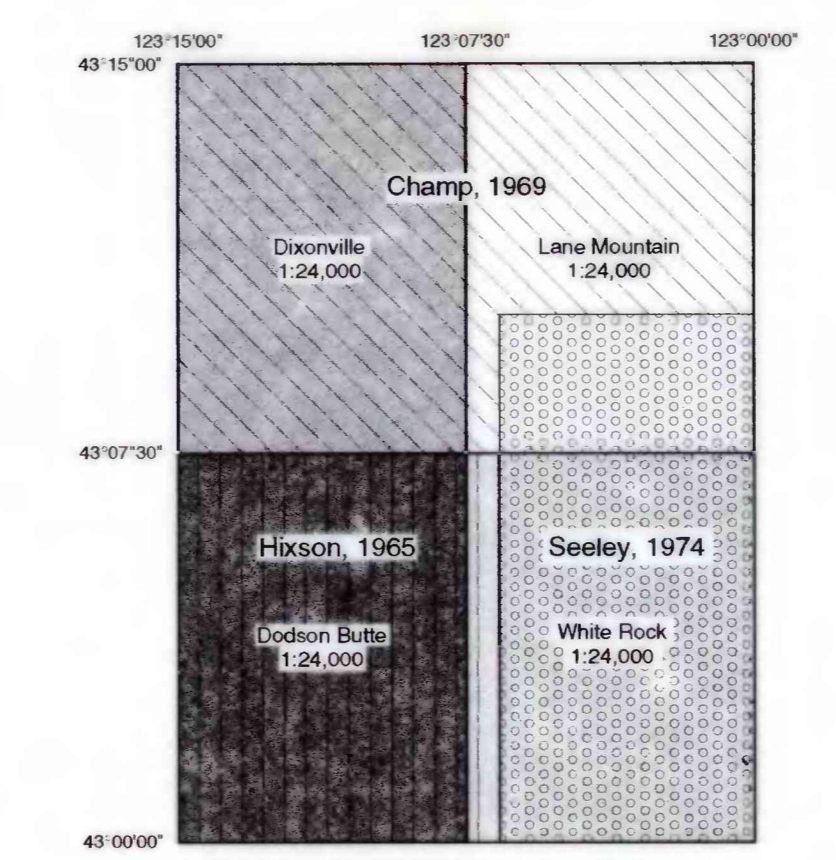 123°15'00" 123°07'30" 123°00'00"
43°15'00"
Champ, 1969
Dixonville
1:24,000
Lane Mountain
1:24,000
43°07"30"
Hixson, 1965
Seeley, 1974
Dodson Butte
1:24,000
White Rock
1:24,000
43°00'00"